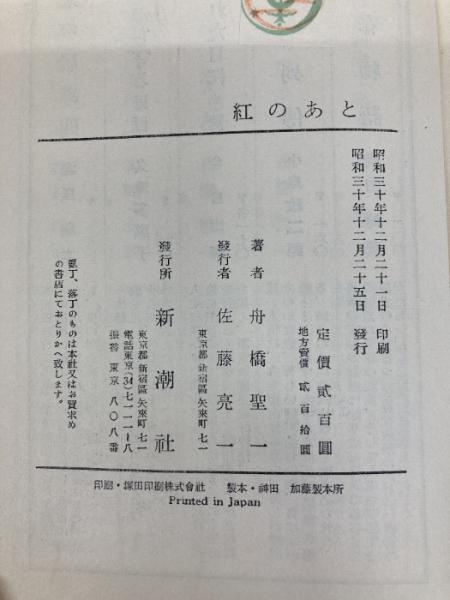 紅のあと
昭和三十年十二月二十一日　印刷
昭和三十年十二月二十五日　發行
定價　貳百圓
地方賣價　貳百拾圓
著者　舟橋聖一
發行者　佐藤亮一
東京都新宿區矢來町七一
發行所　新潮社
東京都新宿區矢來町七一
電話東京(34)七一一一～八
振替　東京　八〇八番
亂丁、落丁のものは本社又はお買求め
の書店にておとりかへ致します。
印刷・塚田印刷株式會社　製本・神田　加藤製本所
Printed in Japan